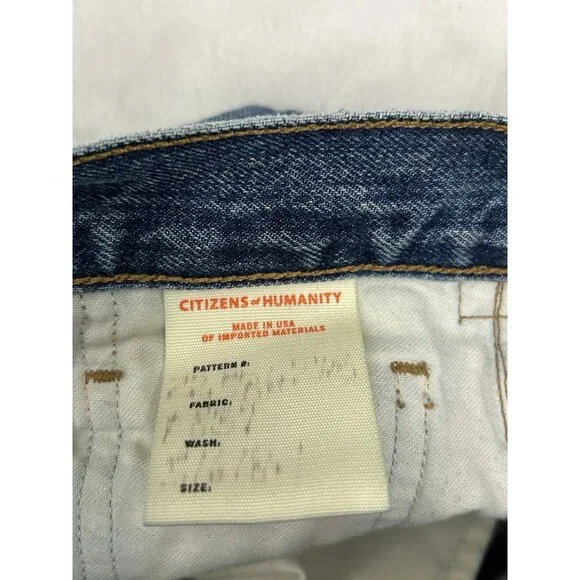 CITIZENS of HUMANITY
MADE IN USA
OF IMPORTED MATERIALS
PATTERN #:
FABRIC:
WASH:
SIZE: